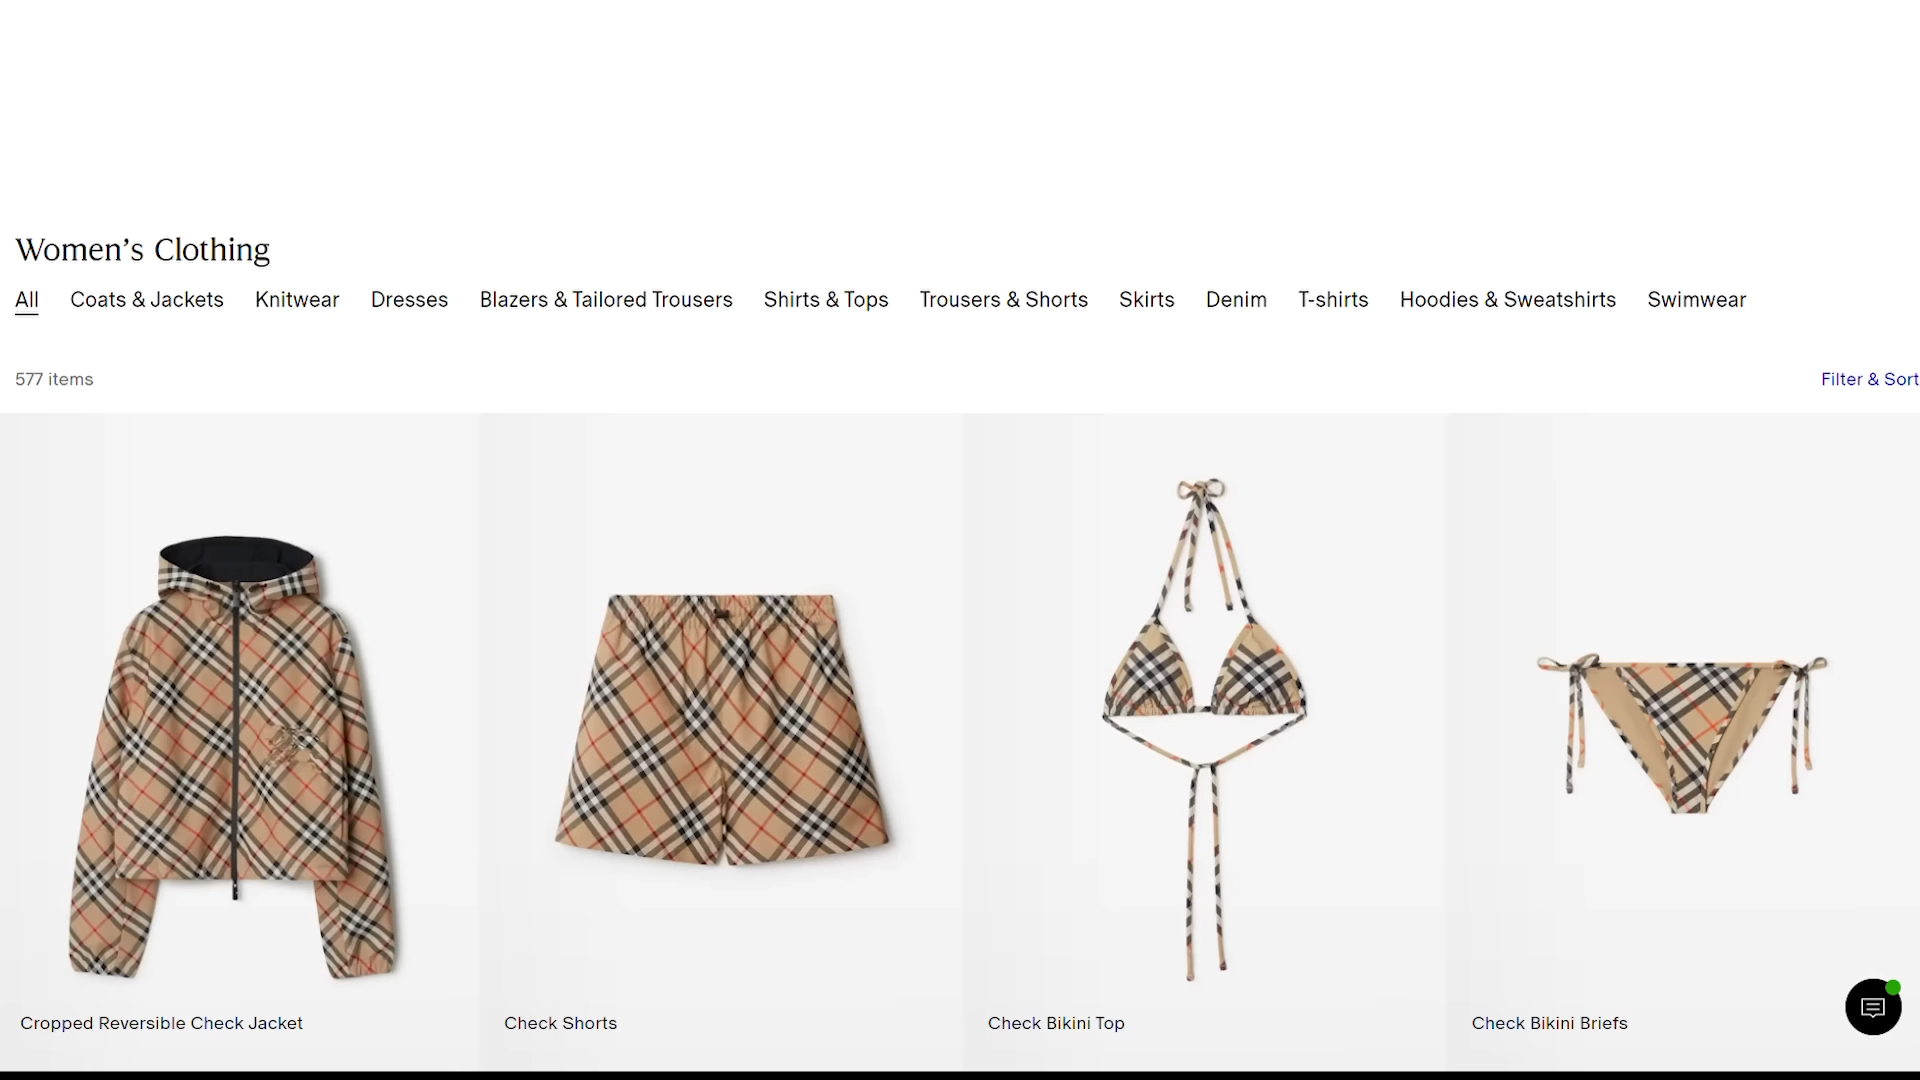 Women's Clothing
All Coats & Jackets Knitwear Dresses Blazers & Tailored Trousers Shirts & Tops Trousers & Shorts Skirts Denim T-shirts Hoodies & Sweatshirts Swimwear
577 items Filter & Sort
Cropped Reversible Check Jacket Check Shorts Check Bikini Top Check Bikini Briefs